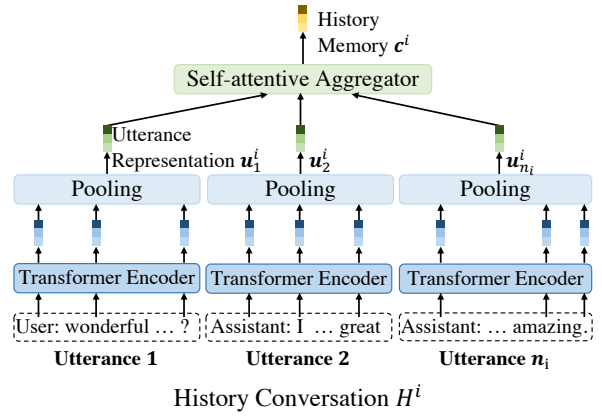 History
Memory c^i
Self-attentive Aggregator
Utterance
Representation u_1^i
u_2^i
u_{n_i}^i
Pooling
Pooling
Pooling
Transformer Encoder
Transformer Encoder
Transformer Encoder
User: wonderful … ?
Assistant: I … great
Assistant: … amazing.
Utterance 1
Utterance 2
Utterance n_i
History Conversation H^i